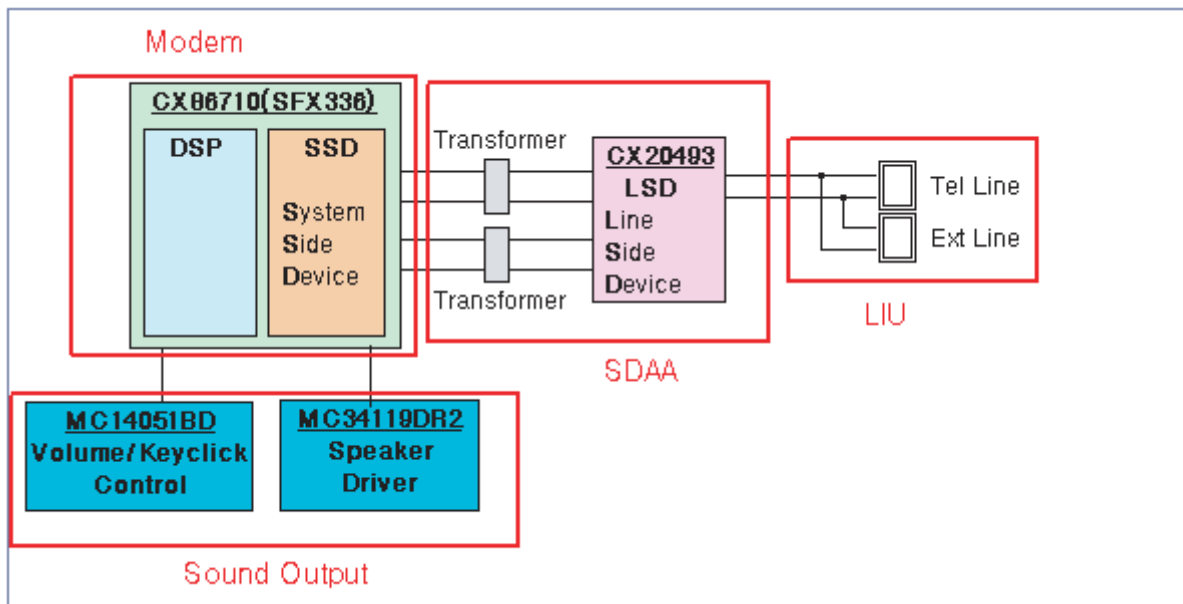 Modem
CX86710(SFX336)
DSP
SSD
System
Side
Device
Transformer
Transformer
CX20493
LSD
Line
Side
Device
Tel Line
Ext Line
LIU
SDAA
MC14051BD
Volume/Keyclick
Control
MC34119DR2
Speaker
Driver
Sound Output